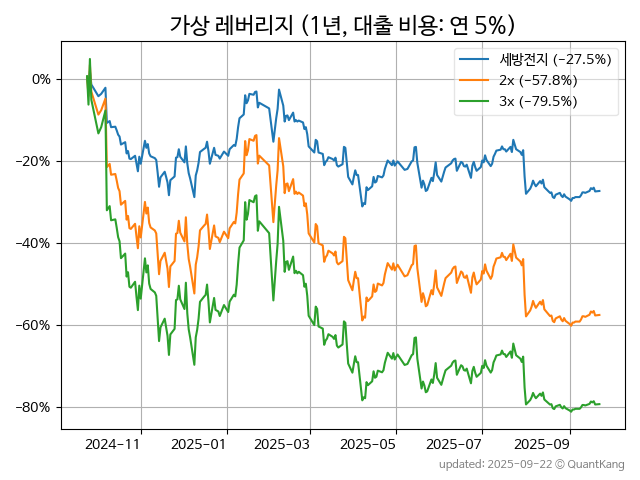 가상 레버리지 (1년, 대출 비용: 연 5%)
세방전지 (−27.5%)
2x (−57.8%)
3x (−79.5%)
0%
−20%
−40%
−60%
−80%
2024-11
2025-01
2025-03
2025-05
2025-07
2025-09
updated: 2025-09-22 © QuantKang